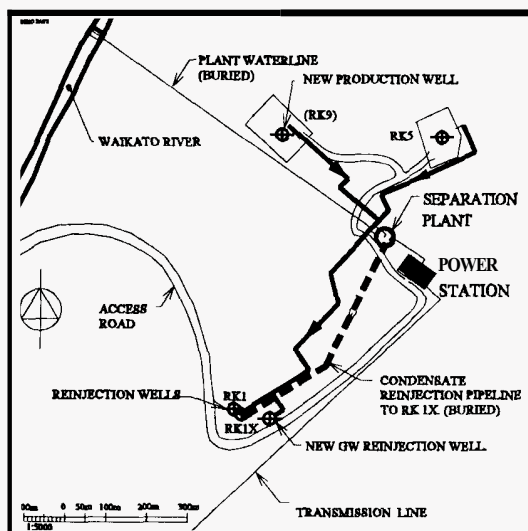 PLANT WATERLINE
(BURIED)
NEW PRODUCTION WELL
(RK9)
RK5
WAIKATO RIVER
SEPARATION
PLANT
POWER
STATION
ACCESS
ROAD
REINJECTION WELLS
RK1
RK1X
CONDENSATE
REINJECTION PIPELINE
TO RK 1X (BURIED)
NEW GW REINJECTION WELL
TRANSMISSION LINE
0 50m 100m 200m 300m
1:5000